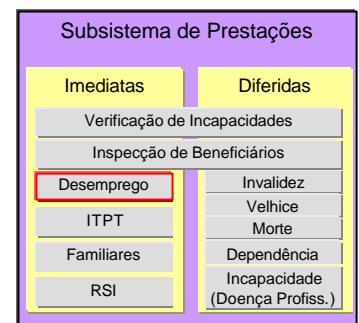 Subsistema de Prestações
Imediatas
Diferidas
Verificação de Incapacidades
Inspecção de Beneficiários
Desemprego
ITPT
Familiares
RSI
Invalidez
Velhice
Morte
Dependência
Incapacidade
(Doença Profiss.)